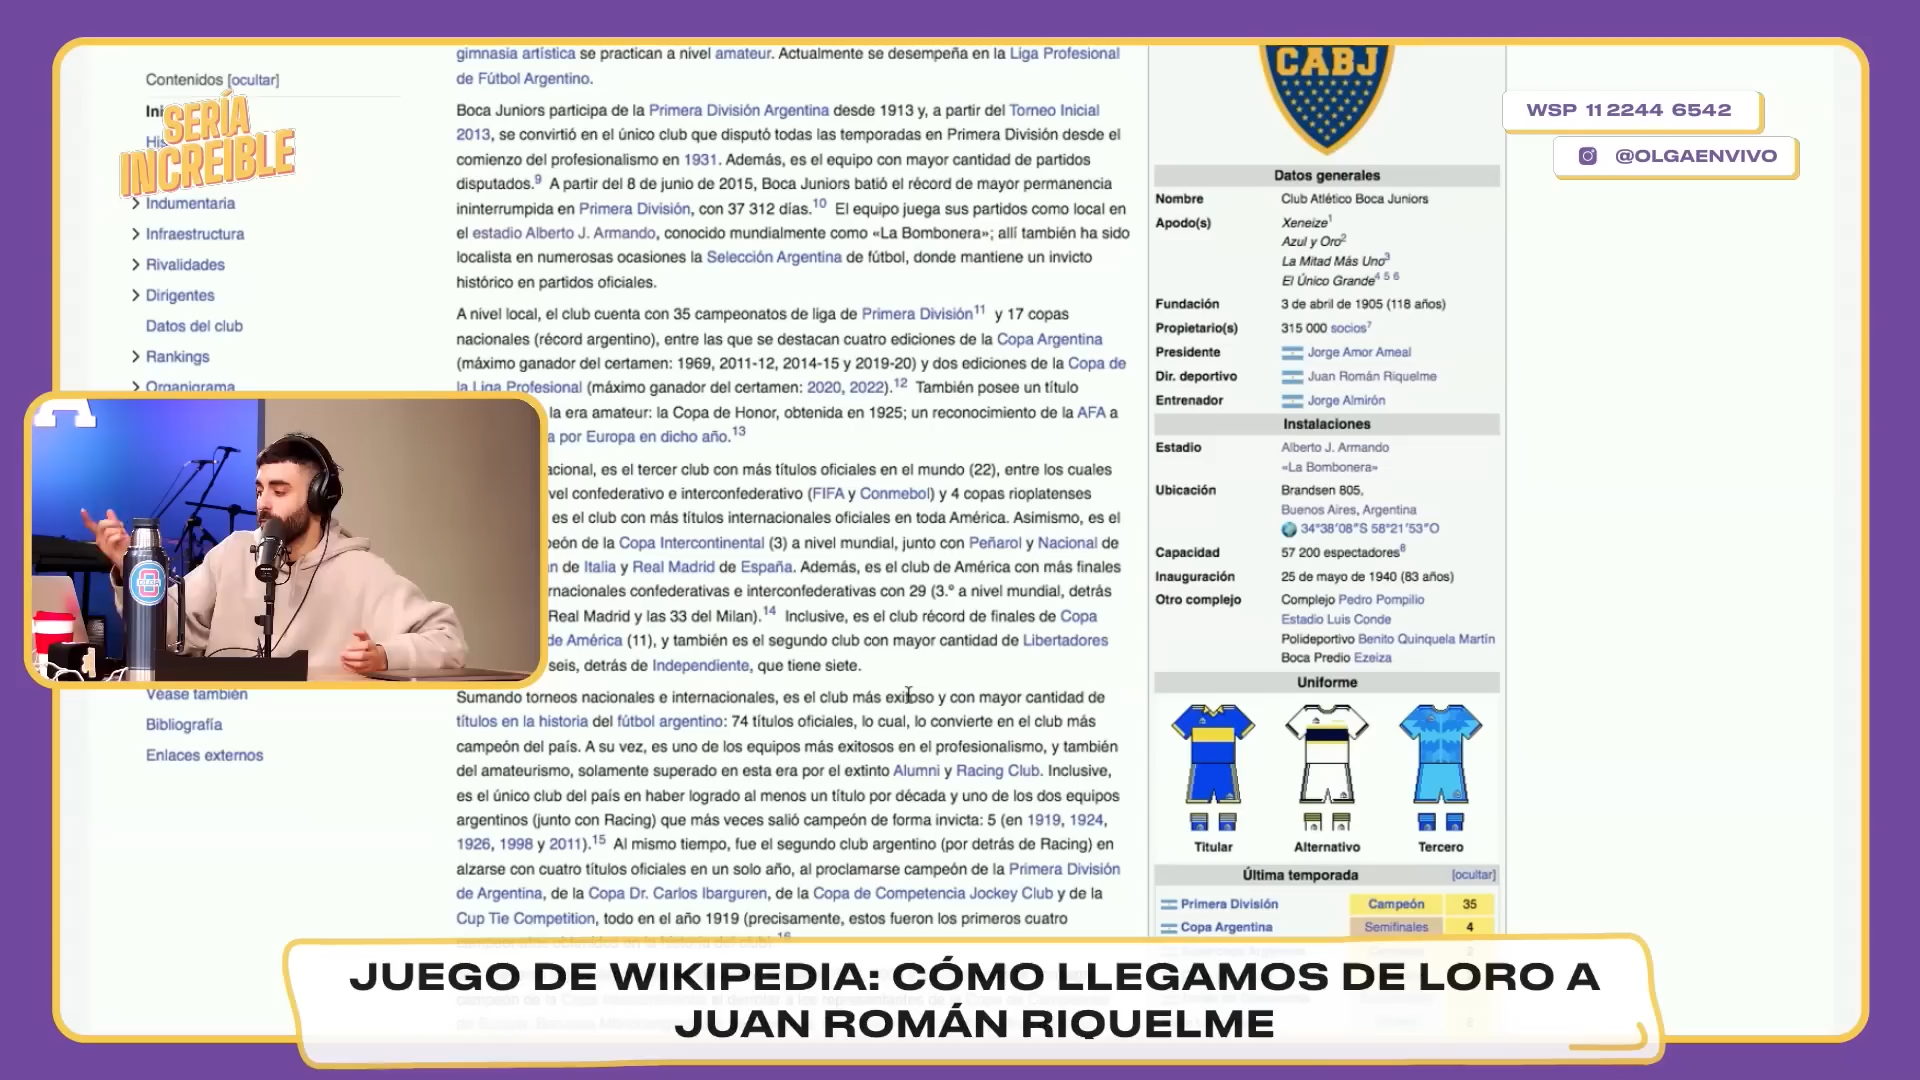 gimnasia artística se practican a nivel amateur. Actualmente se desempeña en la Liga Profesional
de Fútbol Argentino.
Contenidos [ocultar]
SERÍA
INCREIBLE
Indumentaria
Infraestructura
Rivalidades
Dirigentes
Datos del club
Rankings
Organigrama
Véase también
Bibliografía
Enlaces externos
Boca Juniors participa de la Primera División Argentina desde 1913 y, a partir del Torneo Inicial
2013, se convirtió en el único club que disputó todas las temporadas en Primera División desde el
comienzo del profesionalismo en 1931. Además, es el equipo con mayor cantidad de partidos
disputados.9 A partir del 8 de junio de 2015, Boca Juniors batió el récord de mayor permanencia
ininterrumpida en Primera División, con 37 312 días.10 El equipo juega sus partidos como local en
el estadio Alberto J. Armando, conocido mundialmente como «La Bombonera»; allí también ha sido
localista en numerosas ocasiones la Selección Argentina de fútbol, donde mantiene un invicto
histórico en partidos oficiales.
A nivel local, el club cuenta con 35 campeonatos de liga de Primera División11 y 17 copas
nacionales (récord argentino), entre las que se destacan cuatro ediciones de la Copa Argentina
(máximo ganador del certamen: 1969, 2011-12, 2014-15 y 2019-20) y dos ediciones de la Copa de
la Liga Profesional (máximo ganador del certamen: 2020, 2022).12 También posee un título
la era amateur: la Copa de Honor, obtenida en 1925; un reconocimiento de la AFA a
a por Europa en dicho año.13
acional, es el tercer club con más títulos oficiales en el mundo (22), entre los cuales
vel confederativo e interconfederativo (FIFA y Conmebol) y 4 copas rioplatenses
es el club con más títulos internacionales oficiales en toda América. Asimismo, es el
eón de la Copa Intercontinental (3) a nivel mundial, junto con Peñarol y Nacional de
n de Italia y Real Madrid de España. Además, es el club de América con más finales
rnacionales confederativas e interconfederativas con 29 (3.º a nivel mundial, detrás
Real Madrid y las 33 del Milan).14 Inclusive, es el club récord de finales de Copa
de América (11), y también es el segundo club con mayor cantidad de Libertadores
seis, detrás de Independiente, que tiene siete.
Sumando torneos nacionales e internacionales, es el club más exitoso y con mayor cantidad de
títulos en la historia del fútbol argentino: 74 títulos oficiales, lo cual, lo convierte en el club más
campeón del país. A su vez, es uno de los equipos más exitosos en el profesionalismo, y también
del amateurismo, solamente superado en esta era por el extinto Alumni y Racing Club. Inclusive,
es el único club del país en haber logrado al menos un título por década y uno de los dos equipos
argentinos (junto con Racing) que más veces salió campeón de forma invicta: 5 (en 1919, 1924,
1926, 1998 y 2011).15 Al mismo tiempo, fue el segundo club argentino (por detrás de Racing) en
alzarse con cuatro títulos oficiales en un solo año, al proclamarse campeón de la Primera División
de Argentina, de la Copa Dr. Carlos Ibarguren, de la Copa de Competencia Jockey Club y de la
Cup Tie Competition, todo en el año 1919 (precisamente, estos fueron los primeros cuatro
CABJ
Datos generales
Nombre Club Atlético Boca Juniors
Apodo(s) Xeneize1
Azul y Oro2
La Mitad Más Uno3
El Único Grande4 5 6
Fundación 3 de abril de 1905 (118 años)
Propietario(s) 315 000 socios7
Presidente Jorge Amor Ameal
Dir. deportivo Juan Román Riquelme
Entrenador Jorge Almirón
Instalaciones
Estadio Alberto J. Armando
«La Bombonera»
Ubicación Brandsen 805,
Buenos Aires, Argentina
34°38′08″S 58°21′53″O
Capacidad 57 200 espectadores8
Inauguración 25 de mayo de 1940 (83 años)
Otro complejo Complejo Pedro Pompilio
Estadio Luis Conde
Polideportivo Benito Quinquela Martín
Boca Predio Ezeiza
Uniforme
Titular Alternativo Tercero
Última temporada [ocultar]
Primera División Campeón 35
Copa Argentina Semifinales 4
WSP 11 2244 6542
@OLGAENVIVO
JUEGO DE WIKIPEDIA: CÓMO LLEGAMOS DE LORO A
JUAN ROMÁN RIQUELME